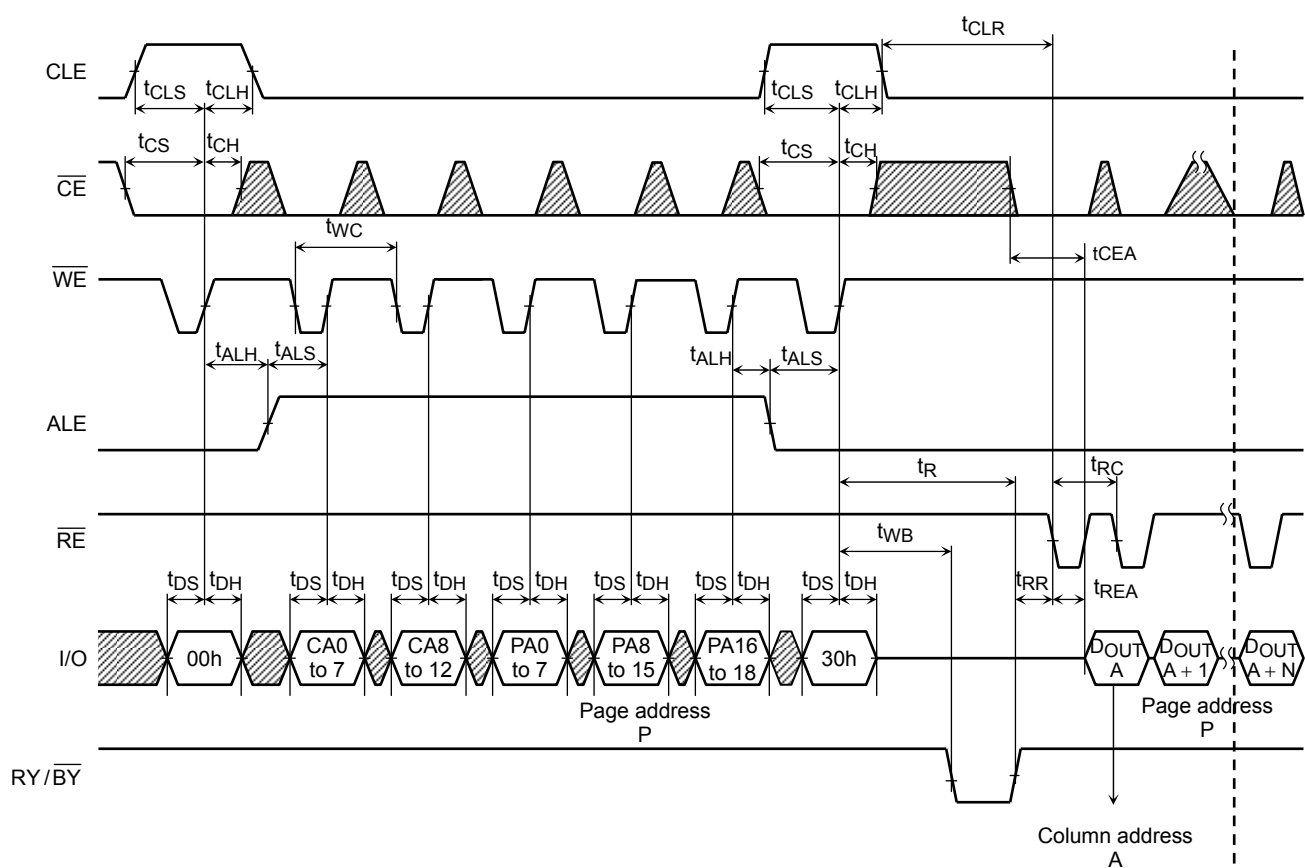 tCLR
CLE
tCLS tCLH tCLS tCLH
tCS tCH tCS tCH
CE
tWC
tCEA
WE
tALH tALS tALH tALS
ALE
tR tRC
RE
tWB
tDS tDH tDS tDH tDS tDH tDS tDH tDS tDH tDS tDH tDS tDH tRR tREA
I/O 00h CA0 to 7 CA8 to 12 PA0 to 7 PA8 to 15 PA16 to 18 30h DOUT A DOUT A + 1 DOUT A + N
Page address P Page address P
RY/BY
Column address
A